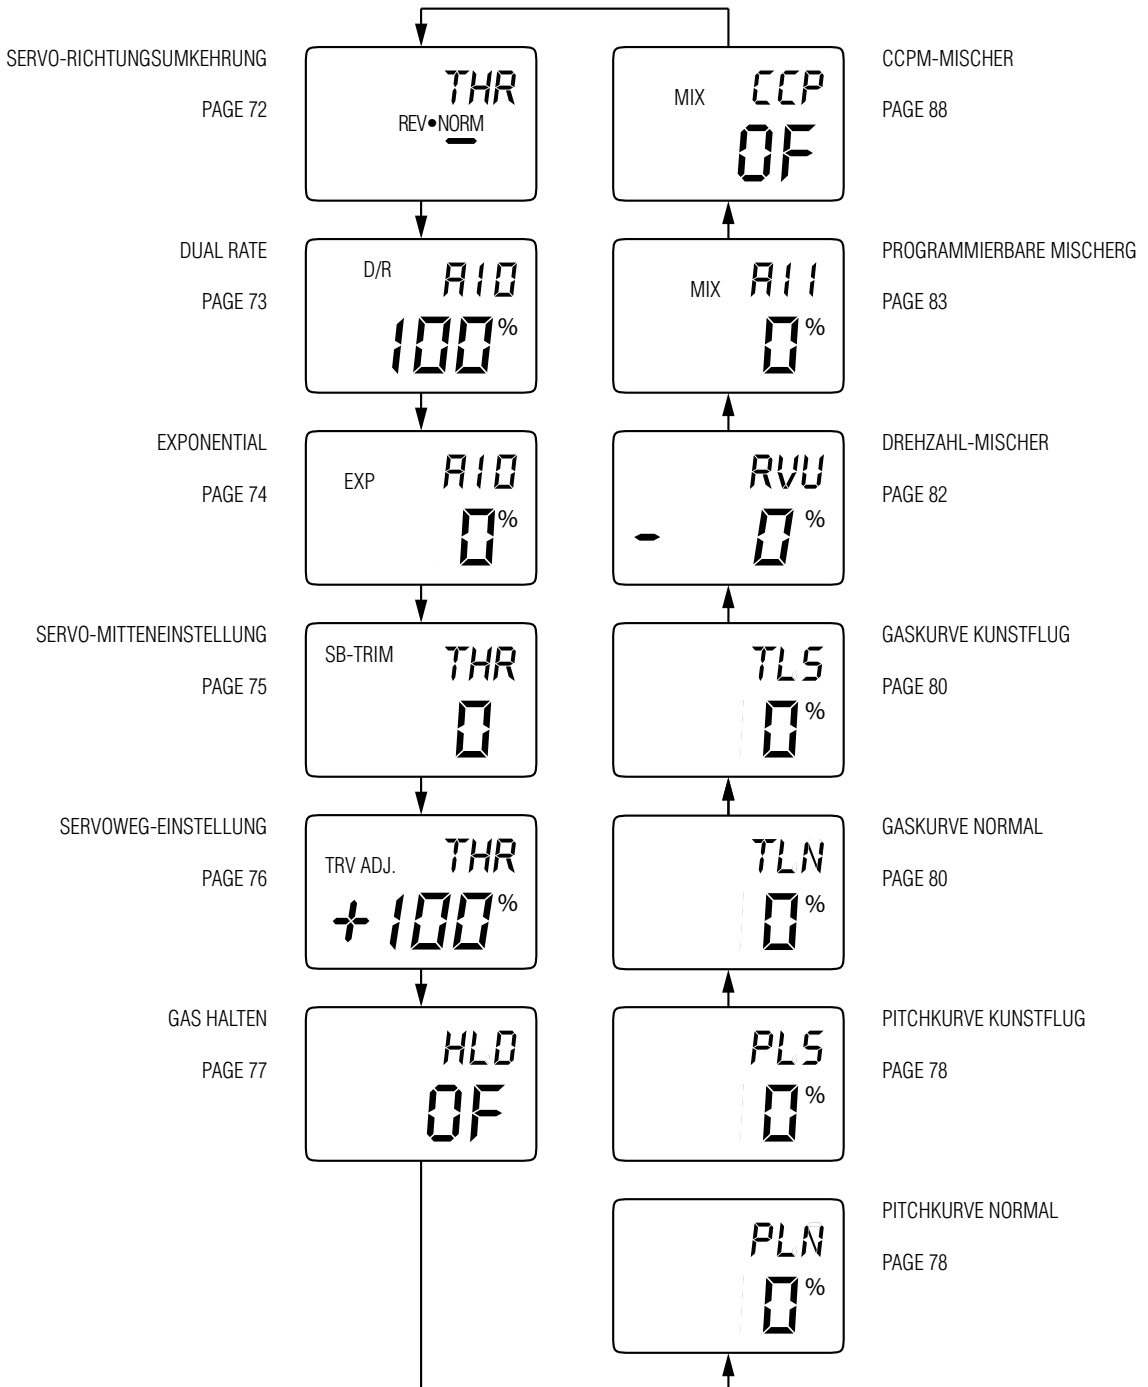 SERVO-RICHTUNGSUMKEHRUNG
PAGE 72
THR
REV•NORM
DUAL RATE
PAGE 73
D/R AIO
100%
EXPONENTIAL
PAGE 74
EXP AIO
0%
SERVO-MITTENEINSTELLUNG
PAGE 75
SB-TRIM THR
0
SERVOWEG-EINSTELLUNG
PAGE 76
TRV ADJ. THR
+100%
GAS HALTEN
PAGE 77
HLD
OF
CCPM-MISCHER
PAGE 88
MIX CCP
OF
PROGRAMMIERBARE MISCHERG
PAGE 83
MIX A11
0%
DREHZAHL-MISCHER
PAGE 82
RVU
- 0%
GASKURVE KUNSTFLUG
PAGE 80
TLS
0%
GASKURVE NORMAL
PAGE 80
TLN
0%
PITCHKURVE KUNSTFLUG
PAGE 78
PLS
0%
PITCHKURVE NORMAL
PAGE 78
PLN
0%